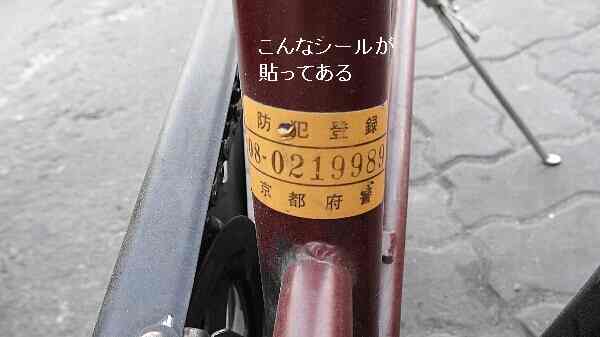 こんなシールが
貼ってある
防犯登録
98-0219989
京都府警